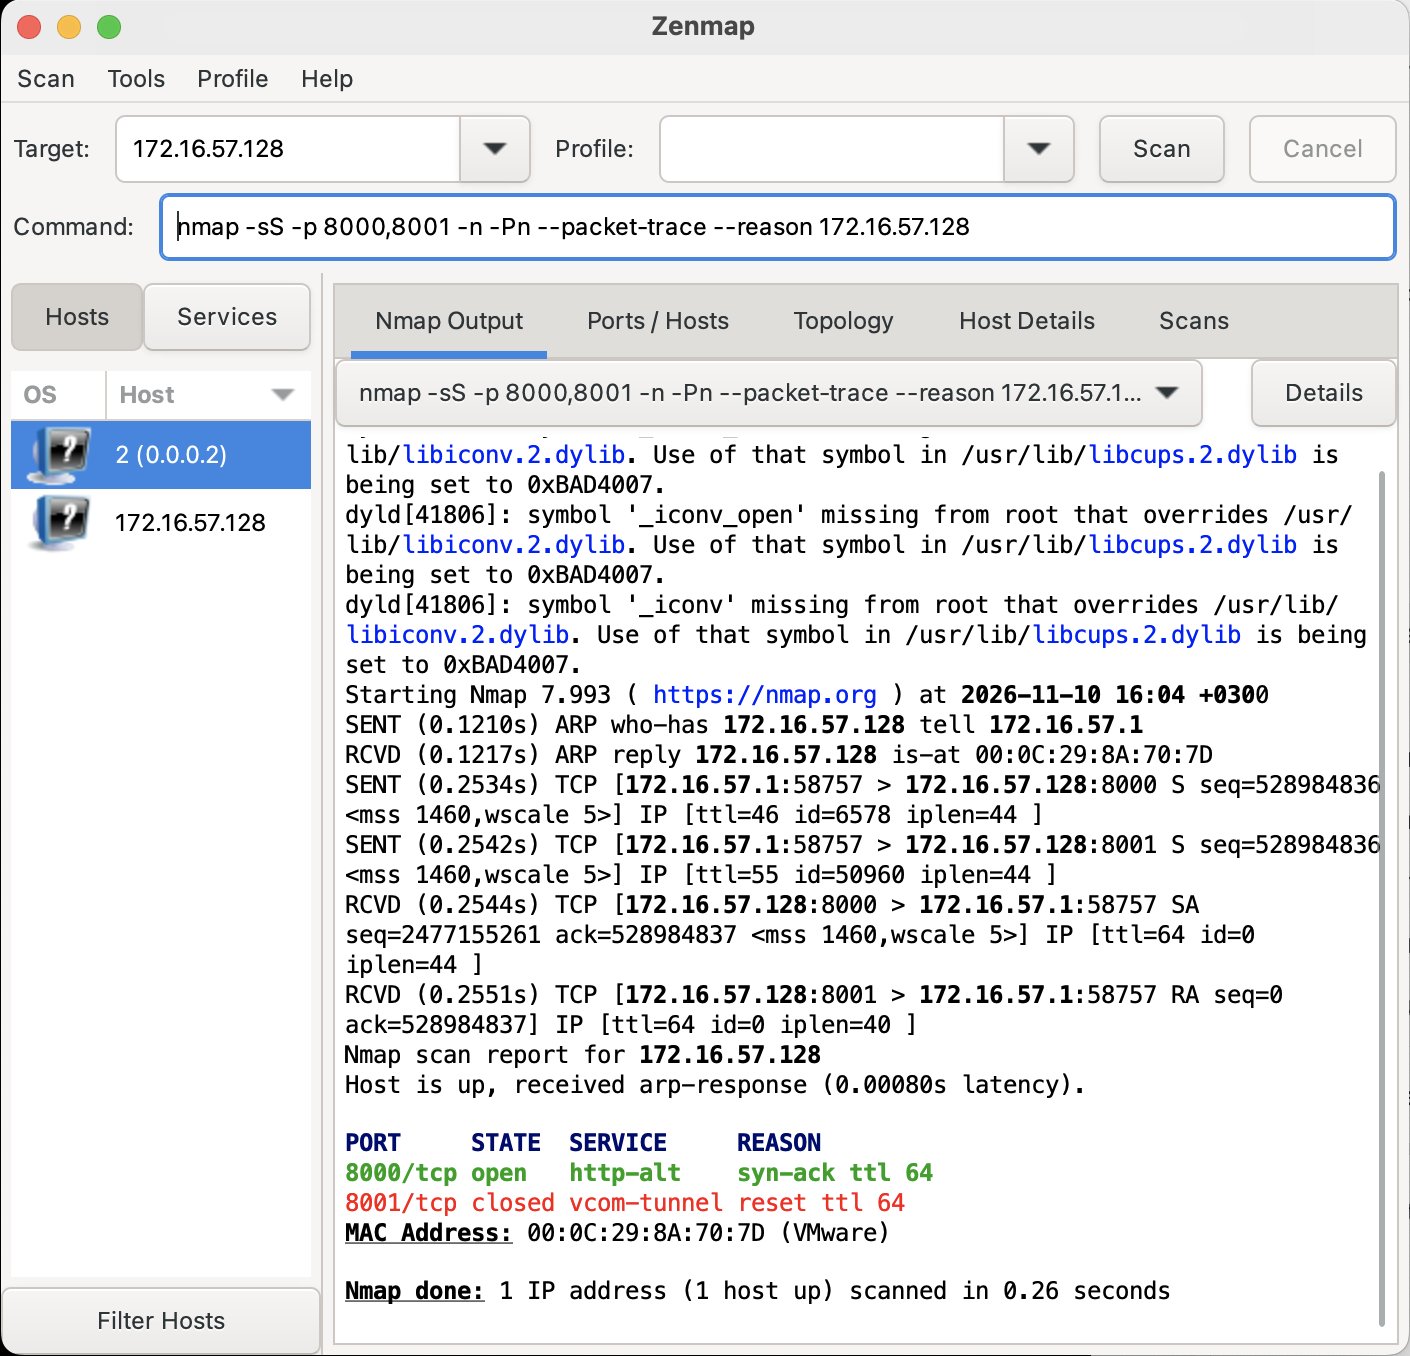 Zenmap
Scan Tools Profile Help
Target: 172.16.57.128 Profile: Scan Cancel
Command: nmap -sS -p 8000,8001 -n -Pn --packet-trace --reason 172.16.57.128
Hosts Services
Nmap Output Ports / Hosts Topology Host Details Scans
OS Host
nmap -sS -p 8000,8001 -n -Pn --packet-trace --reason 172.16.57.1... Details
2 (0.0.0.2)
172.16.57.128
lib/libiconv.2.dylib. Use of that symbol in /usr/lib/libcups.2.dylib is
being set to 0xBAD4007.
dyld[41806]: symbol '_iconv_open' missing from root that overrides /usr/
lib/libiconv.2.dylib. Use of that symbol in /usr/lib/libcups.2.dylib is
being set to 0xBAD4007.
dyld[41806]: symbol '_iconv' missing from root that overrides /usr/lib/
libiconv.2.dylib. Use of that symbol in /usr/lib/libcups.2.dylib is being
set to 0xBAD4007.
Starting Nmap 7.993 ( https://nmap.org ) at 2026-11-10 16:04 +0300
SENT (0.1210s) ARP who-has 172.16.57.128 tell 172.16.57.1
RCVD (0.1217s) ARP reply 172.16.57.128 is-at 00:0C:29:8A:70:7D
SENT (0.2534s) TCP [172.16.57.1:58757 > 172.16.57.128:8000 S seq=528984836
<mss 1460,wscale 5>] IP [ttl=46 id=6578 iplen=44 ]
SENT (0.2542s) TCP [172.16.57.1:58757 > 172.16.57.128:8001 S seq=528984836
<mss 1460,wscale 5>] IP [ttl=55 id=50960 iplen=44 ]
RCVD (0.2544s) TCP [172.16.57.128:8000 > 172.16.57.1:58757 SA
seq=2477155261 ack=528984837 <mss 1460,wscale 5>] IP [ttl=64 id=0
iplen=44 ]
RCVD (0.2551s) TCP [172.16.57.128:8001 > 172.16.57.1:58757 RA seq=0
ack=528984837] IP [ttl=64 id=0 iplen=40 ]
Nmap scan report for 172.16.57.128
Host is up, received arp-response (0.00080s latency).
PORT STATE SERVICE REASON
8000/tcp open http-alt syn-ack ttl 64
8001/tcp closed vcom-tunnel reset ttl 64
MAC Address: 00:0C:29:8A:70:7D (VMware)
Nmap done: 1 IP address (1 host up) scanned in 0.26 seconds
Filter Hosts